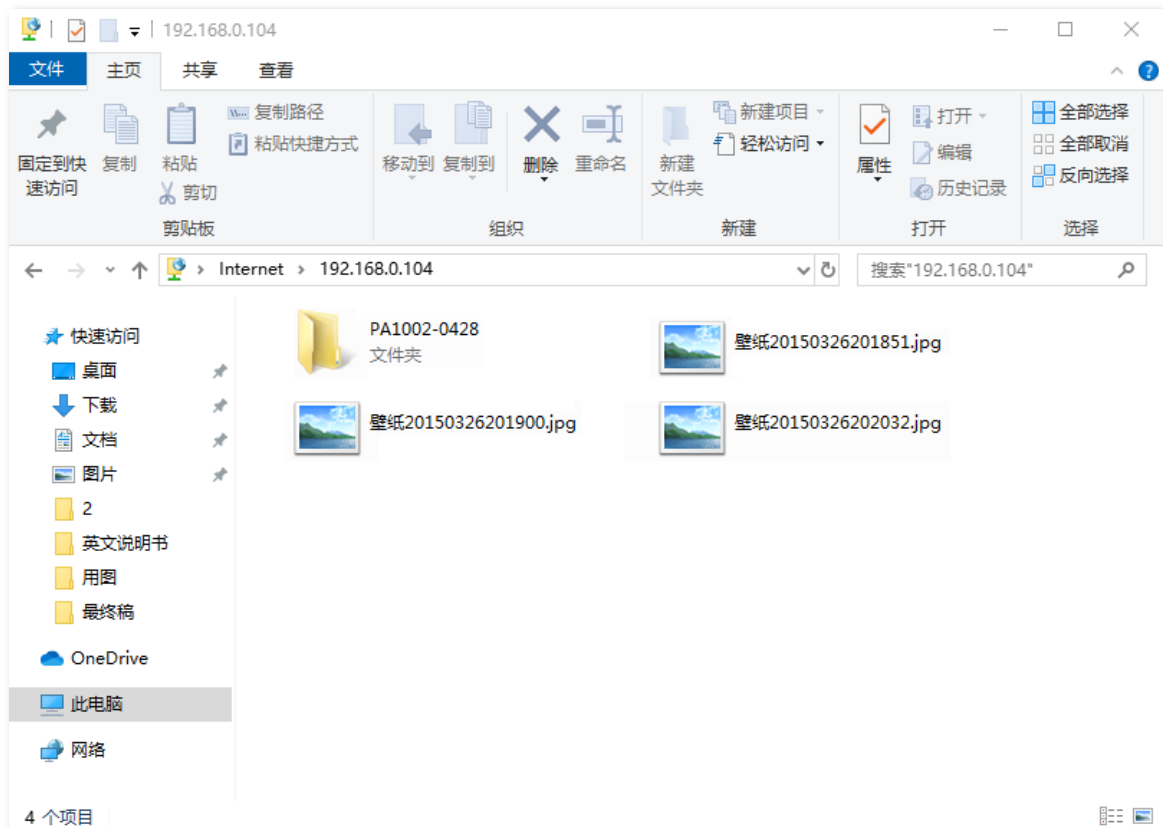 192.168.0.104
文件 主页 共享 查看
固定到快速访问
复制
粘贴
复制路径
粘贴快捷方式
剪切
剪贴板
移动到 复制到 删除 重命名
组织
新建文件夹
新建项目
轻松访问
新建
属性
打开
编辑
历史记录
打开
全部选择
全部取消
反向选择
选择
Internet 192.168.0.104
搜索"192.168.0.104"
快速访问
桌面
下载
文档
图片
2
英文说明书
用图
最终稿
OneDrive
此电脑
网络
PA1002-0428
文件夹
壁纸20150326201851.jpg
壁纸20150326201900.jpg
壁纸20150326202032.jpg
4 个项目